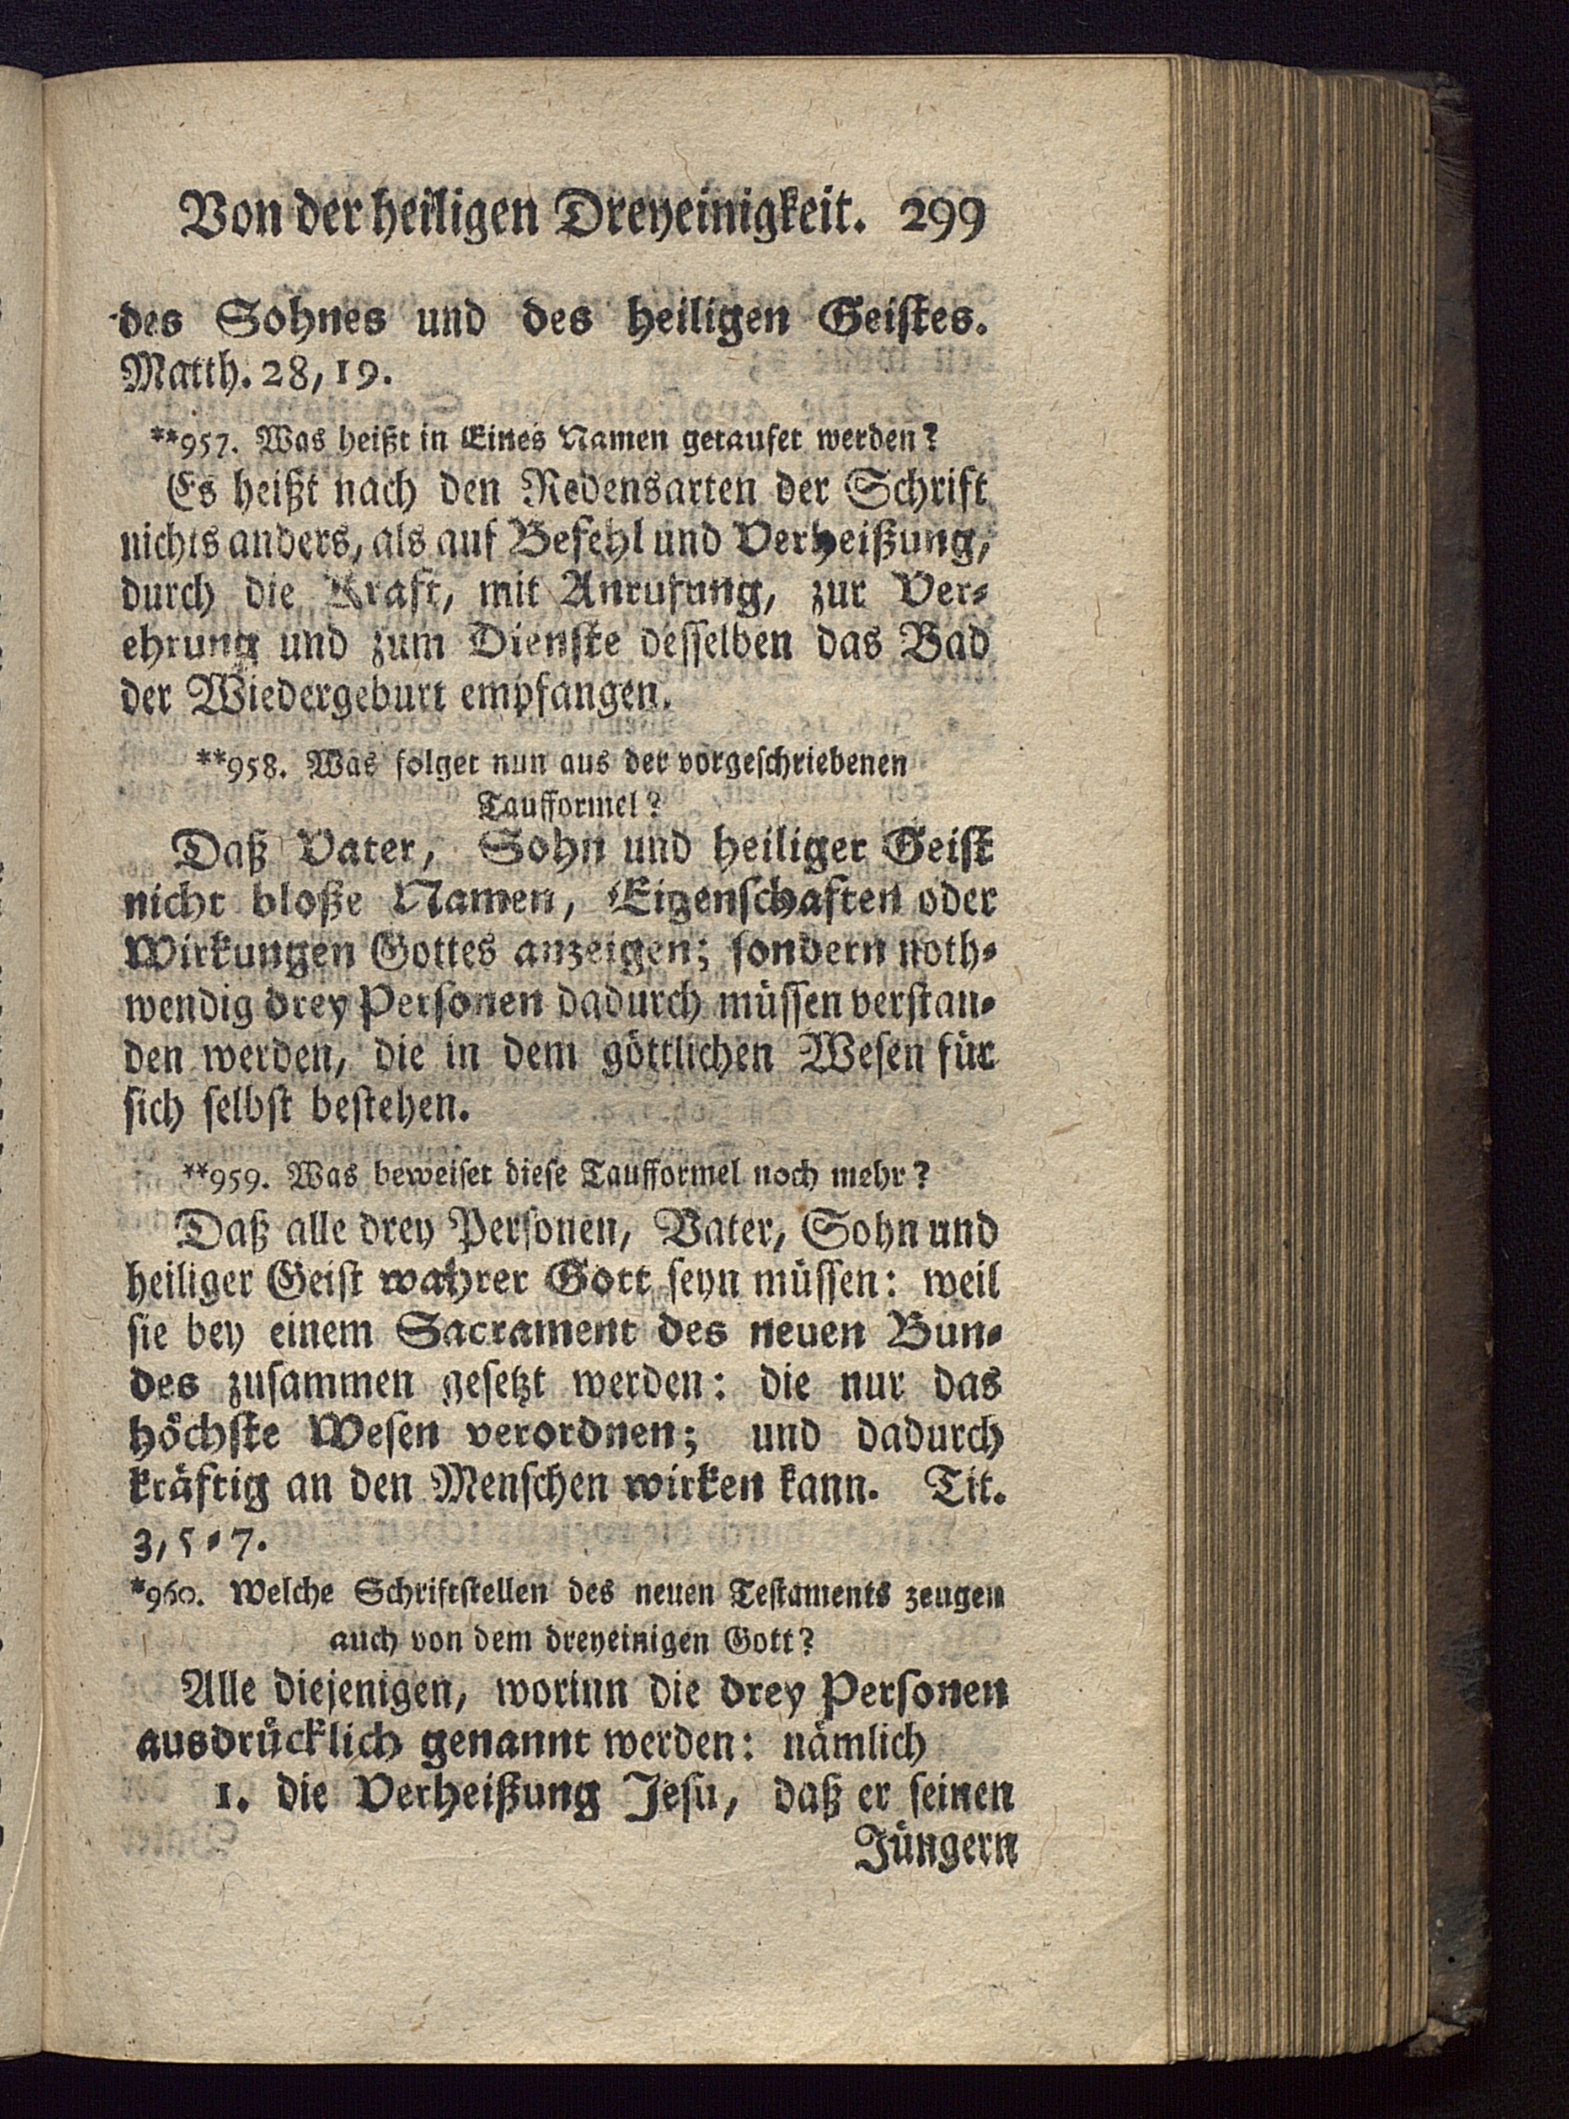 Von der heiligen Dreyeinigkeit. 299
des Sohnes und des heiligen Geistes.
Matth. 28, 19.
**957. Was heißt in Eines Namen getaufet werden?
Es heißt nach den Redensarten der Schrift
nichts anders, als auf Befehl und Verheißung,
durch die Kraft, mit Anrufung, zur Ver-
ehrung und zum Dienste desselben das Bad
der Wiedergeburt empfangen.
**958. Was folget nun aus der vorgeschriebenen
Taufformel?
Daß Vater, Sohn und heiliger Geist
nicht bloße Namen, Eigenschaften oder
Wirkungen Gottes anzeigen; sondern noth-
wendig drey Personen dadurch müssen verstan-
den werden, die in dem göttlichen Wesen für
sich selbst bestehen.
**959. Was beweiset diese Taufformel noch mehr?
Daß alle drey Personen, Vater, Sohn und
heiliger Geist wahrer Gott seyn müssen: weil
sie bey einem Sacrament des neuen Bun-
des zusammen gesetzt werden: die nur das
höchste Wesen verordnen; und dadurch
kräftig an den Menschen wirken kann. Tit.
3, 5-7.
*960. Welche Schriftstellen des neuen Testaments zeugen
auch von dem dreyeinigen Gott?
Alle diejenigen, worinn die drey Personen
ausdrücklich genannt werden: nämlich
1. die Verheißung Jesu, daß er seinen
Jüngern